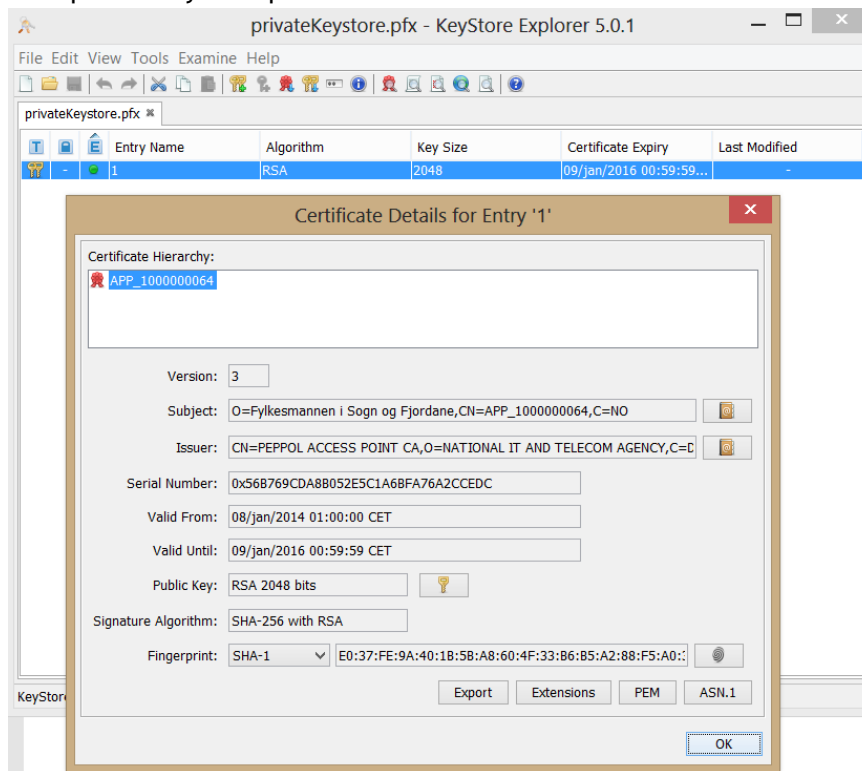 privateKeystore.pfx - KeyStore Explorer 5.0.1
File Edit View Tools Examine Help
privateKeystore.pfx
T E Entry Name Algorithm Key Size Certificate Expiry Last Modified
- 1 RSA 2048 09/jan/2016 00:59:59... -
Certificate Details for Entry '1'
Certificate Hierarchy:
APP_1000000064
Version: 3
Subject: O=Fylkesmannen i Sogn og Fjordane,CN=APP_1000000064,C=NO
Issuer: CN=PEPPOL ACCESS POINT CA,O=NATIONAL IT AND TELECOM AGENCY,C=D
Serial Number: 0x56B769CDA8B052E5C1A6BFA76A2CCEDC
Valid From: 08/jan/2014 01:00:00 CET
Valid Until: 09/jan/2016 00:59:59 CET
Public Key: RSA 2048 bits
Signature Algorithm: SHA-256 with RSA
Fingerprint: SHA-1 E0:37:FE:9A:40:1B:5B:A8:60:4F:33:B6:B5:A2:88:F5:A0:
KeyStor
Export Extensions PEM ASN.1
OK